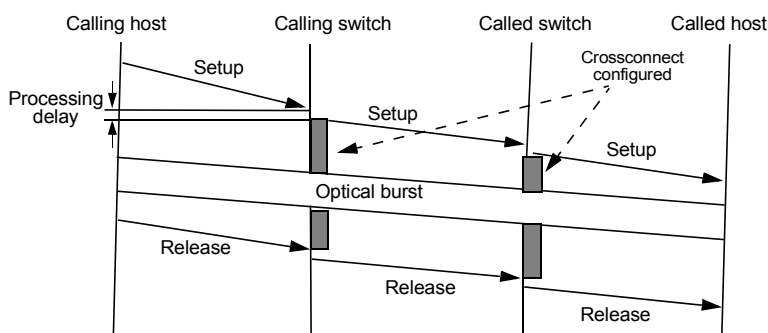 Calling host
Calling switch
Called switch
Called host
Setup
Crossconnect
configured
Processing
delay
Setup
Setup
Optical burst
Release
Release
Release